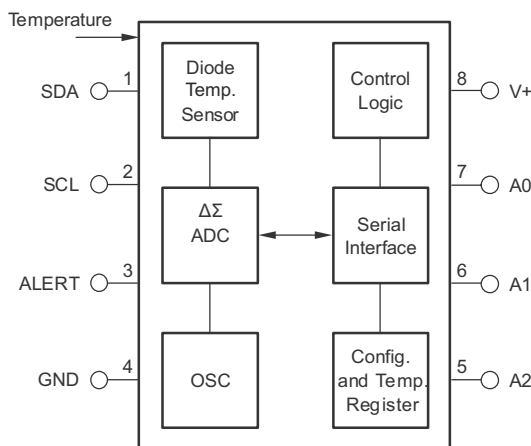 Temperature
1
SDA
2
SCL
3
ALERT
4
GND
Diode
Temp.
Sensor
ΔΣ
ADC
OSC
Control
Logic
Serial
Interface
Config.
and Temp.
Register
8
V+
7
A0
6
A1
5
A2